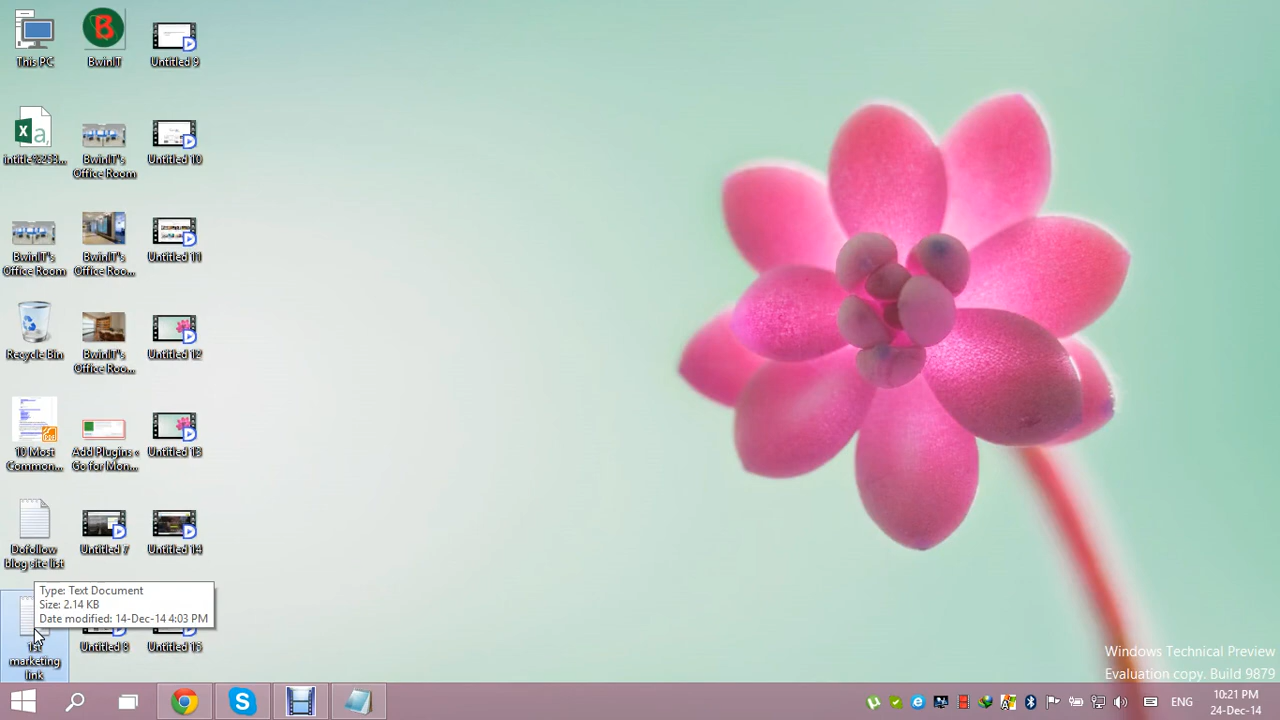 This PC
BwinIT
Untitled 9
BwinIT's
Office Room
Untitled 10
BwinIT's
Office Room
BwinIT's
Office Roo...
Untitled 11
Recycle Bin
BwinIT's
Office Roo...
Untitled 12
10 Most
Common...
Add Plugins ‹
Go for Mon...
Untitled 13
Dofollow
blog site list
Untitled 7
Untitled 14
Type: Text Document
Size: 2.14 KB
Date modified: 14-Dec-14 4:03 PM
1st
marketing
link
Untitled 8
Untitled 15
Windows Technical Preview
Evaluation copy. Build 9879
ENG
10:21 PM
24-Dec-14